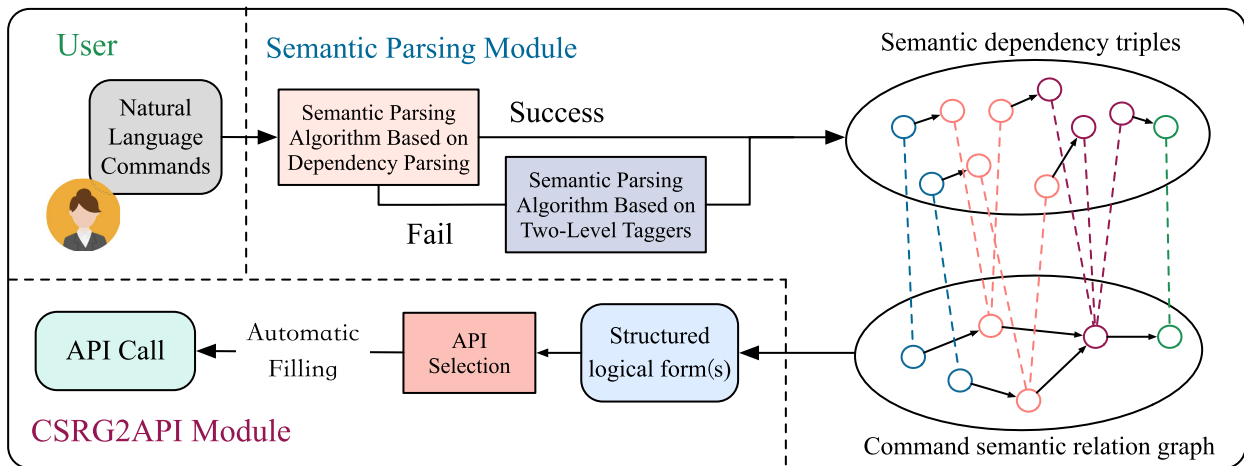 User
Semantic Parsing Module
Semantic dependency triples
Natural
Language
Commands
Semantic Parsing
Algorithm Based on
Dependency Parsing
Success
Fail
Semantic Parsing
Algorithm Based on
Two-Level Taggers
API Call
Automatic
Filling
API
Selection
Structured
logical form(s)
CSRG2API Module
Command semantic relation graph